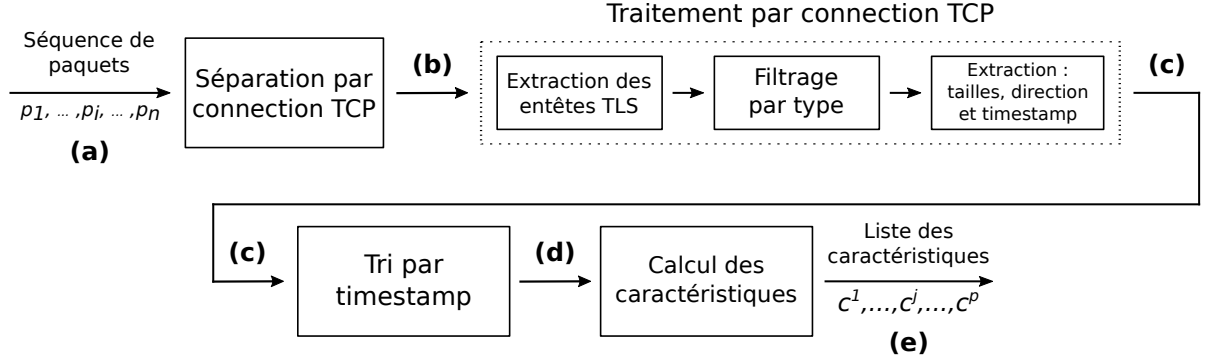 Traitement par connection TCP
Séquence de
paquets
p1, ... ,pi, ... ,pn
(a)
Séparation par
connection TCP
(b)
Extraction des
entêtes TLS
Filtrage
par type
Extraction :
tailles, direction
et timestamp
(c)
(c)
Tri par
timestamp
(d)
Calcul des
caractéristiques
Liste des
caractéristiques
c¹,...,cʲ,...,cᵖ
(e)